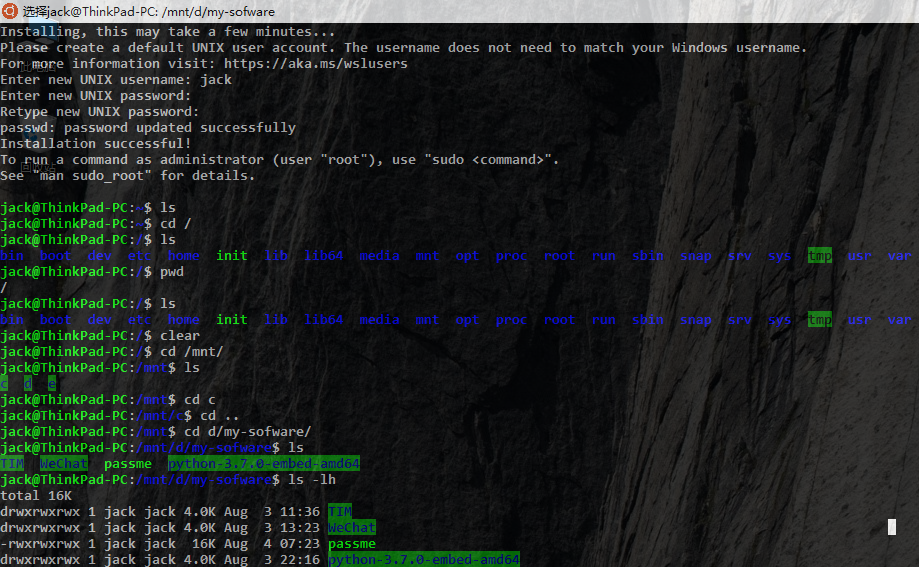 选择jack@ThinkPad-PC: /mnt/d/my-sofware
Installing, this may take a few minutes...
Please create a default UNIX user account. The username does not need to match your Windows username.
For more information visit: https://aka.ms/wslusers
Enter new UNIX username: jack
Enter new UNIX password:
Retype new UNIX password:
passwd: password updated successfully
Installation successful!
To run a command as administrator (user "root"), use "sudo <command>".
See "man sudo_root" for details.
jack@ThinkPad-PC:~$ ls
jack@ThinkPad-PC:~$ cd /
jack@ThinkPad-PC:/$ ls
bin boot dev etc home init lib lib64 media mnt opt proc root run sbin snap srv sys tmp usr var
jack@ThinkPad-PC:/$ pwd
/
jack@ThinkPad-PC:/$ ls
bin boot dev etc home init lib lib64 media mnt opt proc root run sbin snap srv sys tmp usr var
jack@ThinkPad-PC:/$ clear
jack@ThinkPad-PC:/$ cd /mnt/
jack@ThinkPad-PC:/mnt$ ls
c d e
jack@ThinkPad-PC:/mnt$ cd c
jack@ThinkPad-PC:/mnt/c$ cd ..
jack@ThinkPad-PC:/mnt$ cd d/my-sofware/
jack@ThinkPad-PC:/mnt/d/my-sofware$ ls
TIM WeChat passme python-3.7.0-embed-amd64
jack@ThinkPad-PC:/mnt/d/my-sofware$ ls -lh
total 16K
drwxrwxrwx 1 jack jack 4.0K Aug 3 11:36 TIM
drwxrwxrwx 1 jack jack 4.0K Aug 3 13:23 WeChat
-rwxrwxrwx 1 jack jack 16K Aug 4 07:23 passme
drwxrwxrwx 1 jack jack 4.0K Aug 3 22:16 python-3.7.0-embed-amd64